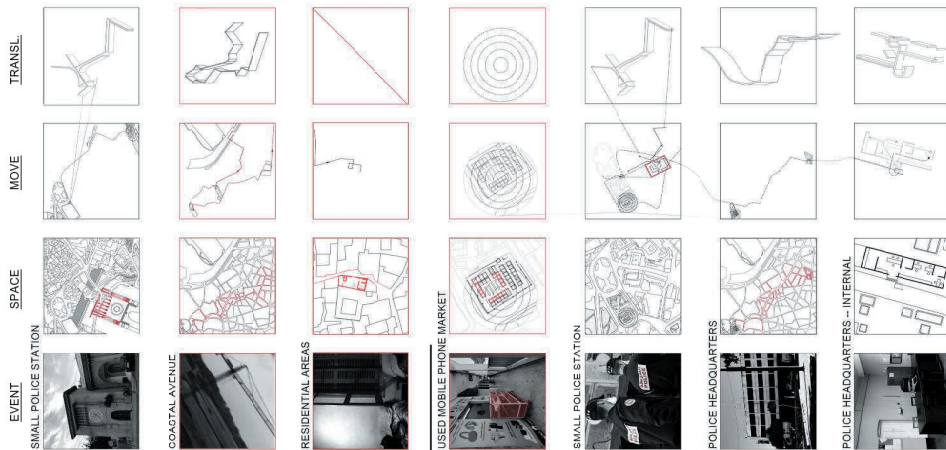 TRANSL.
MOVE
SPACE
EVENT
SMALL POLICE STATION
COASTAL AVENUE
RESIDENTIAL AREAS
USED MOBILE PHONE MARKET
SMALL POLICE STATION
POLICE HEADQUARTERS
POLICE HEADQUARTERS – INTERNAL